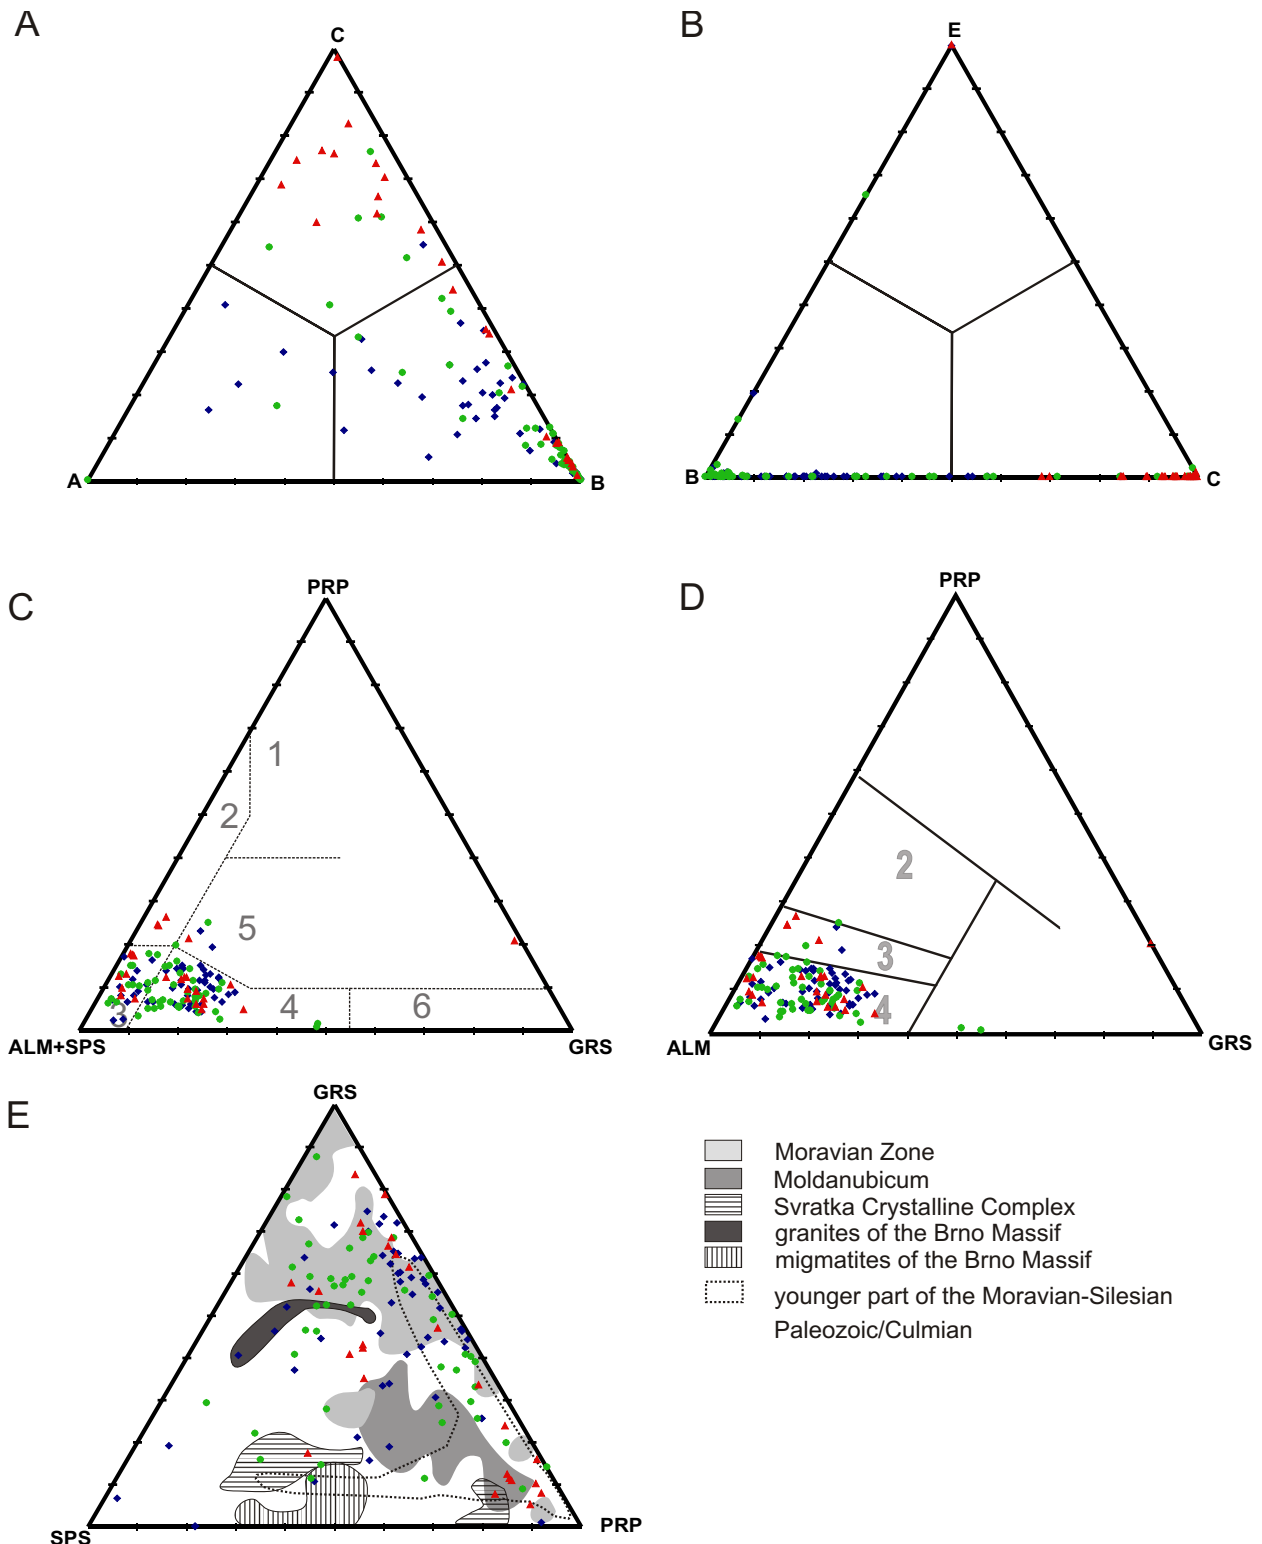 A
C
A
B
B
E
B
C
C
PRP
1
2
5
3
4
6
ALM+SPS
GRS
D
PRP
2
3
4
ALM
GRS
E
GRS
SPS
PRP
Moravian Zone
Moldanubicum
Svratka Crystalline Complex
granites of the Brno Massif
migmatites of the Brno Massif
younger part of the Moravian-Silesian
Paleozoic/Culmian